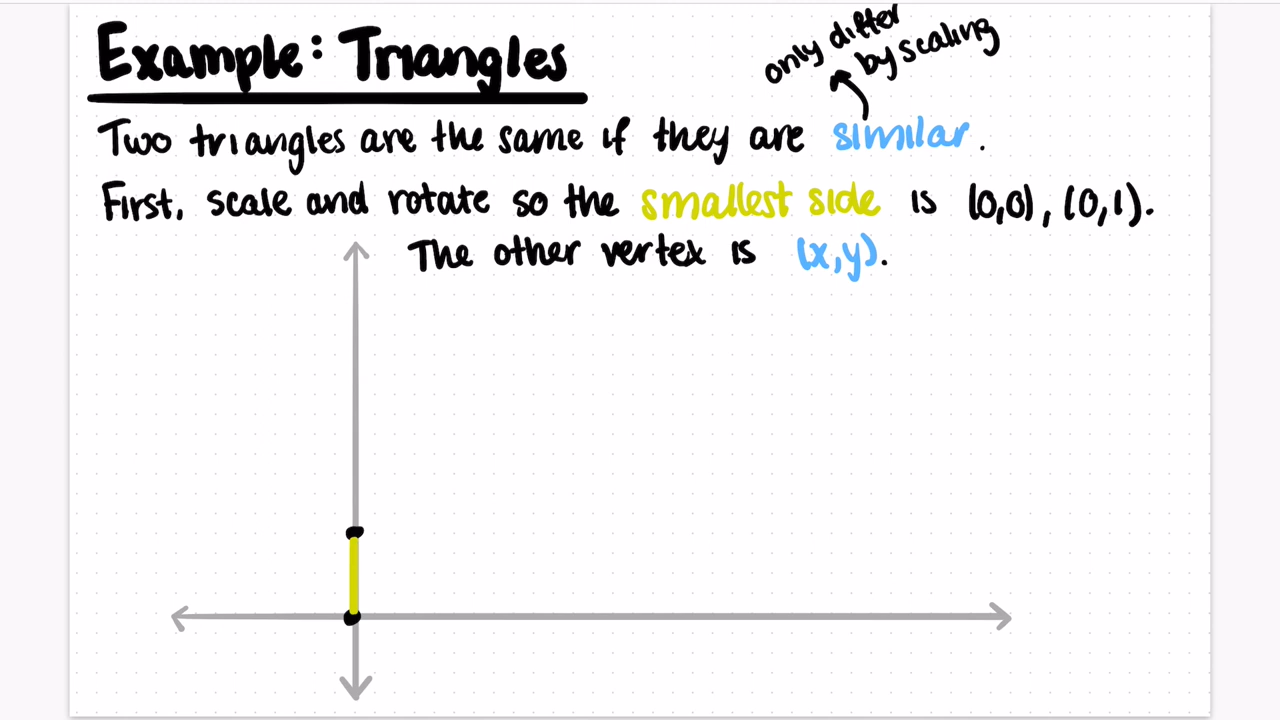 Example: Triangles
only differ
by scaling
Two triangles are the same if they are similar.
First, scale and rotate so the smallest side is (0,0), (0,1).
The other vertex is (x,y).